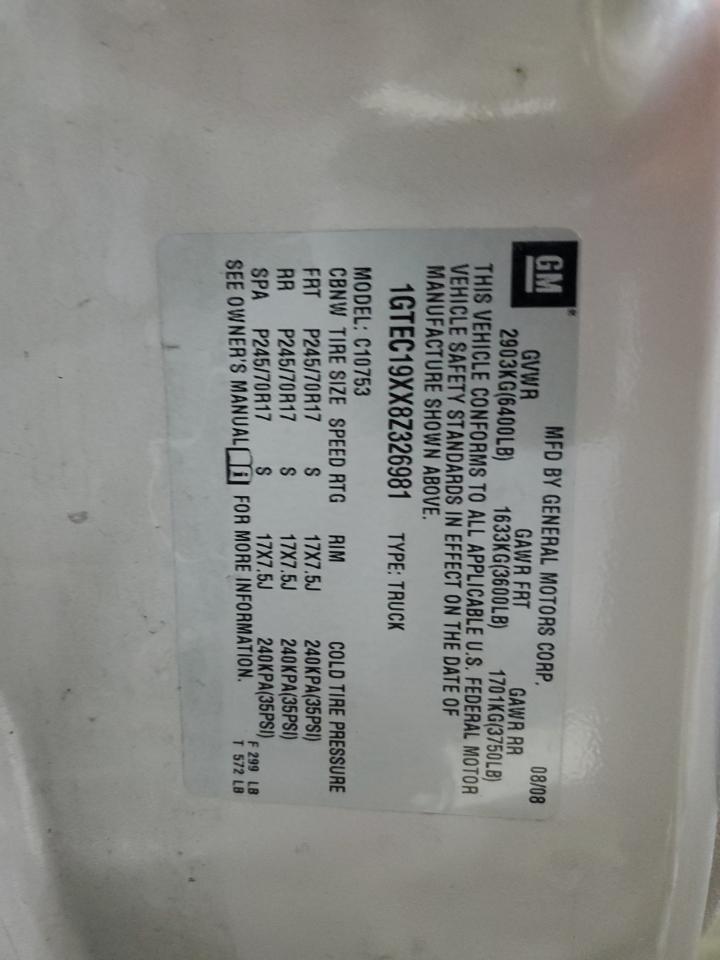 GM®
MFD BY GENERAL MOTORS CORP. 08/08
GVWR GAWR FRT GAWR RR
2903KG(6400LB) 1633KG(3600LB) 1701KG(3750LB)
THIS VEHICLE CONFORMS TO ALL APPLICABLE U.S. FEDERAL MOTOR
VEHICLE SAFETY STANDARDS IN EFFECT ON THE DATE OF
MANUFACTURE SHOWN ABOVE.
1GTEC19XX8Z326981 TYPE: TRUCK
MODEL: C10753
CBNW TIRE SIZE SPEED RTG RIM COLD TIRE PRESSURE
FRT P245/70R17 S 17X7.5J 240KPA(35PSI)
RR P245/70R17 S 17X7.5J 240KPA(35PSI)
SPA P245/70R17 S 17X7.5J 240KPA(35PSI)
SEE OWNER'S MANUAL i FOR MORE INFORMATION.
F 299 LB
T 572 LB